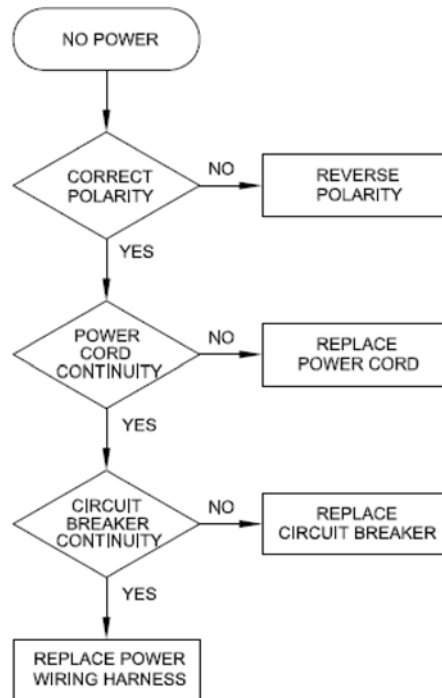 NO POWER
CORRECT
POLARITY
NO
REVERSE
POLARITY
YES
POWER
CORD
CONTINUITY
NO
REPLACE
POWER CORD
YES
CIRCUIT
BREAKER
CONTINUITY
NO
REPLACE
CIRCUIT BREAKER
YES
REPLACE POWER
WIRING HARNESS